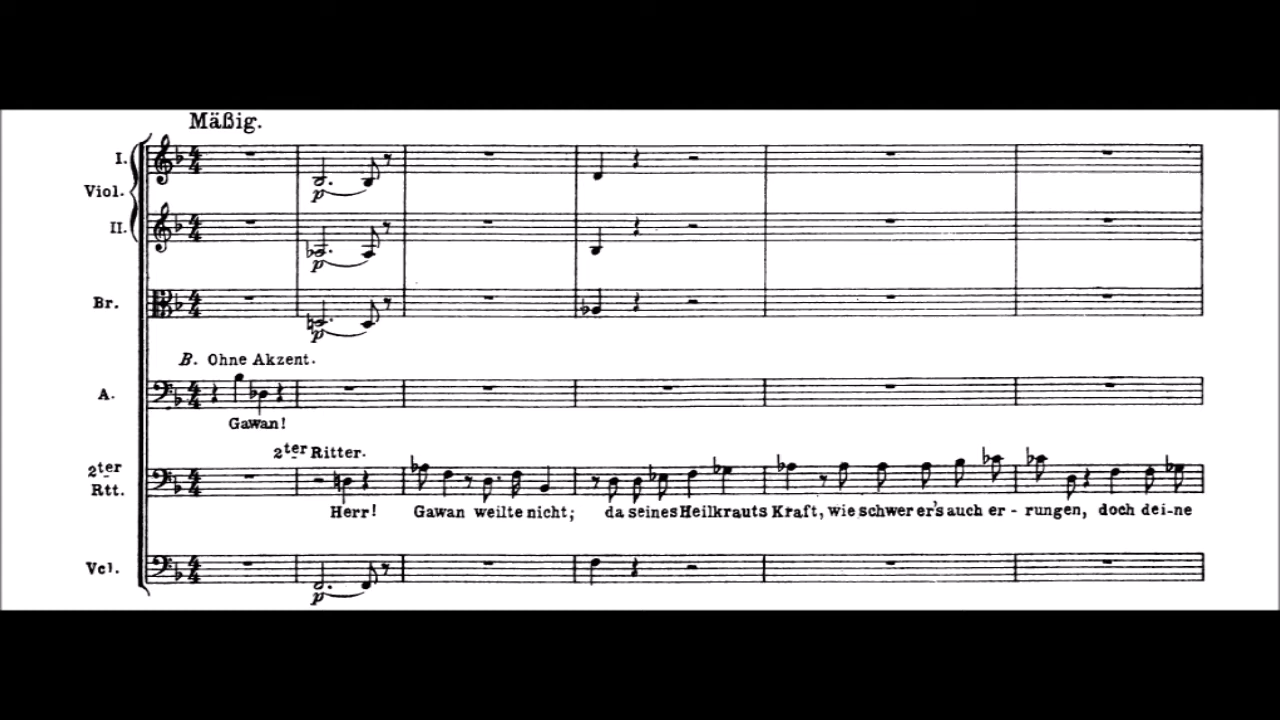 Mäßig.
I.
Viol.
II.
p
p
Br.
p
B. Ohne Akzent.
A.
Gawan!
2ter Ritter.
2ter
Rtt.
Herr! Gawan weilte nicht; da seines Heilkrauts Kraft, wie schwer er's auch er - rungen, doch dei-ne
Vcl.
p